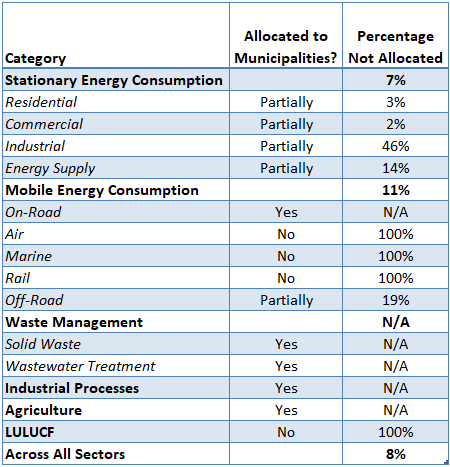 Category Allocated to Municipalities? Percentage Not Allocated
Stationary Energy Consumption 7%
Residential Partially 3%
Commercial Partially 2%
Industrial Partially 46%
Energy Supply Partially 14%
Mobile Energy Consumption 11%
On-Road Yes N/A
Air No 100%
Marine No 100%
Rail No 100%
Off-Road Partially 19%
Waste Management N/A
Solid Waste Yes N/A
Wastewater Treatment Yes N/A
Industrial Processes Yes N/A
Agriculture Yes N/A
LULUCF No 100%
Across All Sectors 8%